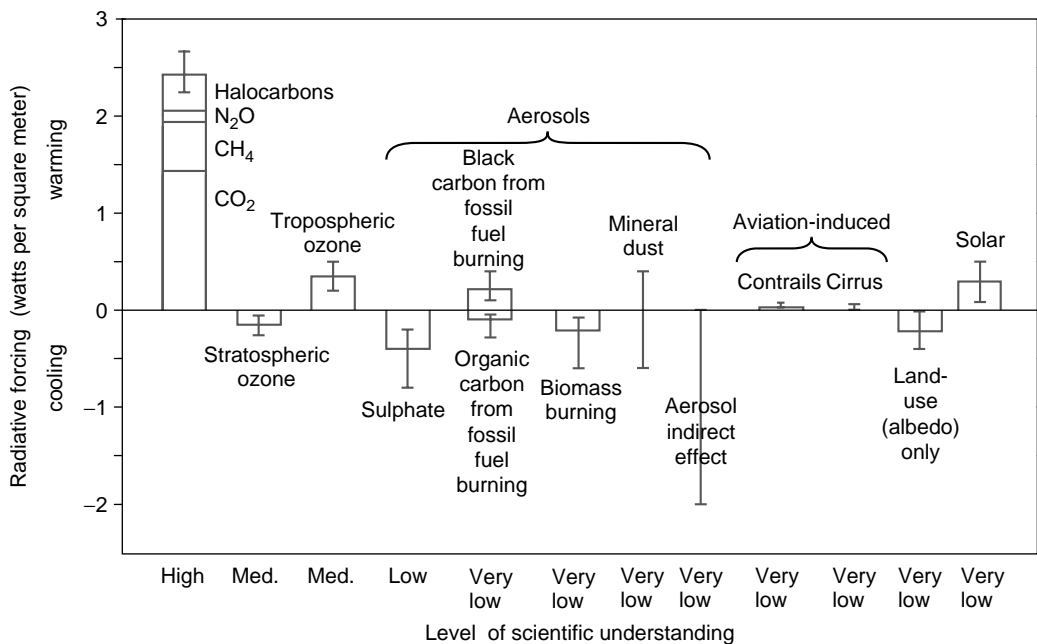 Radiative forcing (watts per square meter)
cooling
warming
3
2
1
0
–1
–2
Halocarbons
N2O
CH4
CO2
Stratospheric
ozone
Tropospheric
ozone
Aerosols
Sulphate
Black
carbon from
fossil
fuel
burning
Organic
carbon
from
fossil
fuel
burning
Biomass
burning
Mineral
dust
Aerosol
indirect
effect
Aviation-induced
Contrails Cirrus
Land-
use
(albedo)
only
Solar
High
Med.
Med.
Low
Very
low
Very
low
Very
low
Very
low
Very
low
Very
low
Very
low
Very
low
Level of scientific understanding